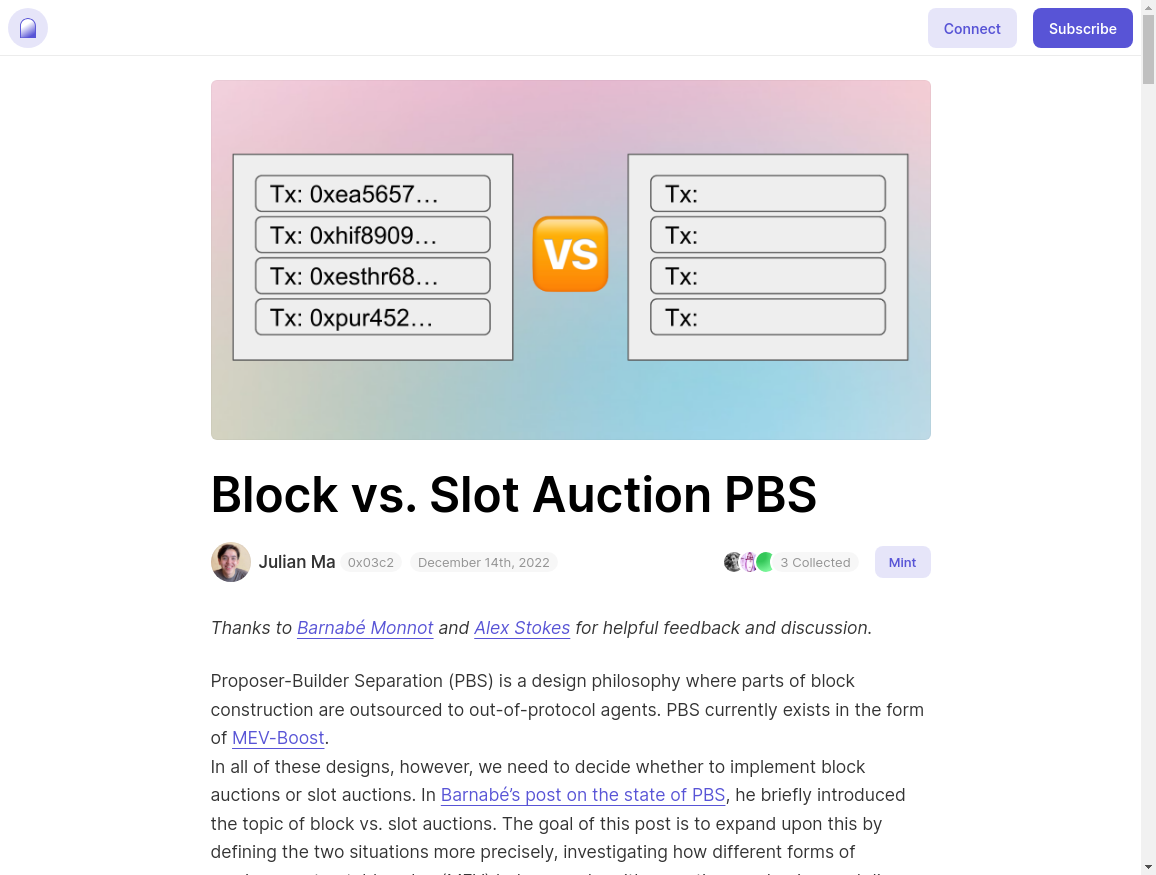 Connect
Subscribe
Tx: 0xea5657...
Tx: 0xhif8909...
Tx: 0xesthr68...
Tx: 0xpur452...
VS
Tx:
Tx:
Tx:
Tx:
Block vs. Slot Auction PBS
Julian Ma 0x03c2 December 14th, 2022
3 Collected
Mint
Thanks to Barnabé Monnot and Alex Stokes for helpful feedback and discussion.
Proposer-Builder Separation (PBS) is a design philosophy where parts of block
construction are outsourced to out-of-protocol agents. PBS currently exists in the form
of MEV-Boost.
In all of these designs, however, we need to decide whether to implement block
auctions or slot auctions. In Barnabé’s post on the state of PBS, he briefly introduced
the topic of block vs. slot auctions. The goal of this post is to expand upon this by
defining the two situations more precisely, investigating how different forms of